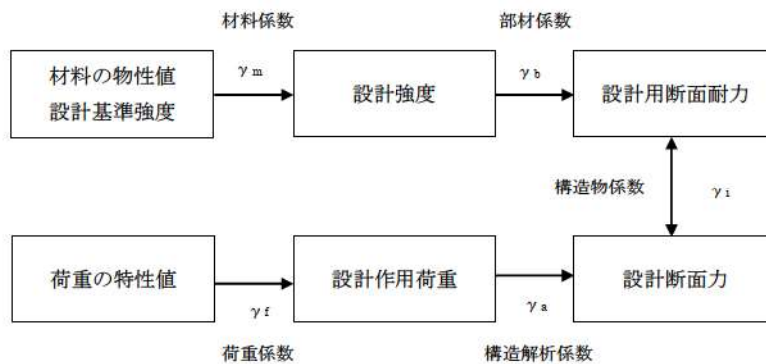 材料係数
部材係数
材料の物性値
設計基準強度
γm
設計強度
γb
設計用断面耐力
構造物係数
γi
荷重の特性値
γf
設計作用荷重
γa
設計断面力
荷重係数
構造解析係数